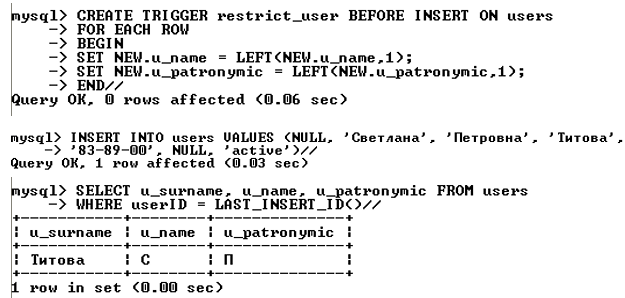 mysql> CREATE TRIGGER restrict_user BEFORE INSERT ON users
-> FOR EACH ROW
-> BEGIN
-> SET NEW.u_name = LEFT(NEW.u_name,1);
-> SET NEW.u_patronymic = LEFT(NEW.u_patronymic,1);
-> END//
Query OK, 0 rows affected (0.06 sec)
mysql> INSERT INTO users VALUES (NULL, 'Светлана', 'Петровна', 'Титова',
-> '83-89-00', NULL, 'active')//
Query OK, 1 row affected (0.03 sec)
mysql> SELECT u_surname, u_name, u_patronymic FROM users
-> WHERE userID = LAST_INSERT_ID()//
+-----------+--------+--------------+
| u_surname | u_name | u_patronymic |
+-----------+--------+--------------+
| Титова | С | П |
+-----------+--------+--------------+
1 row in set (0.00 sec)